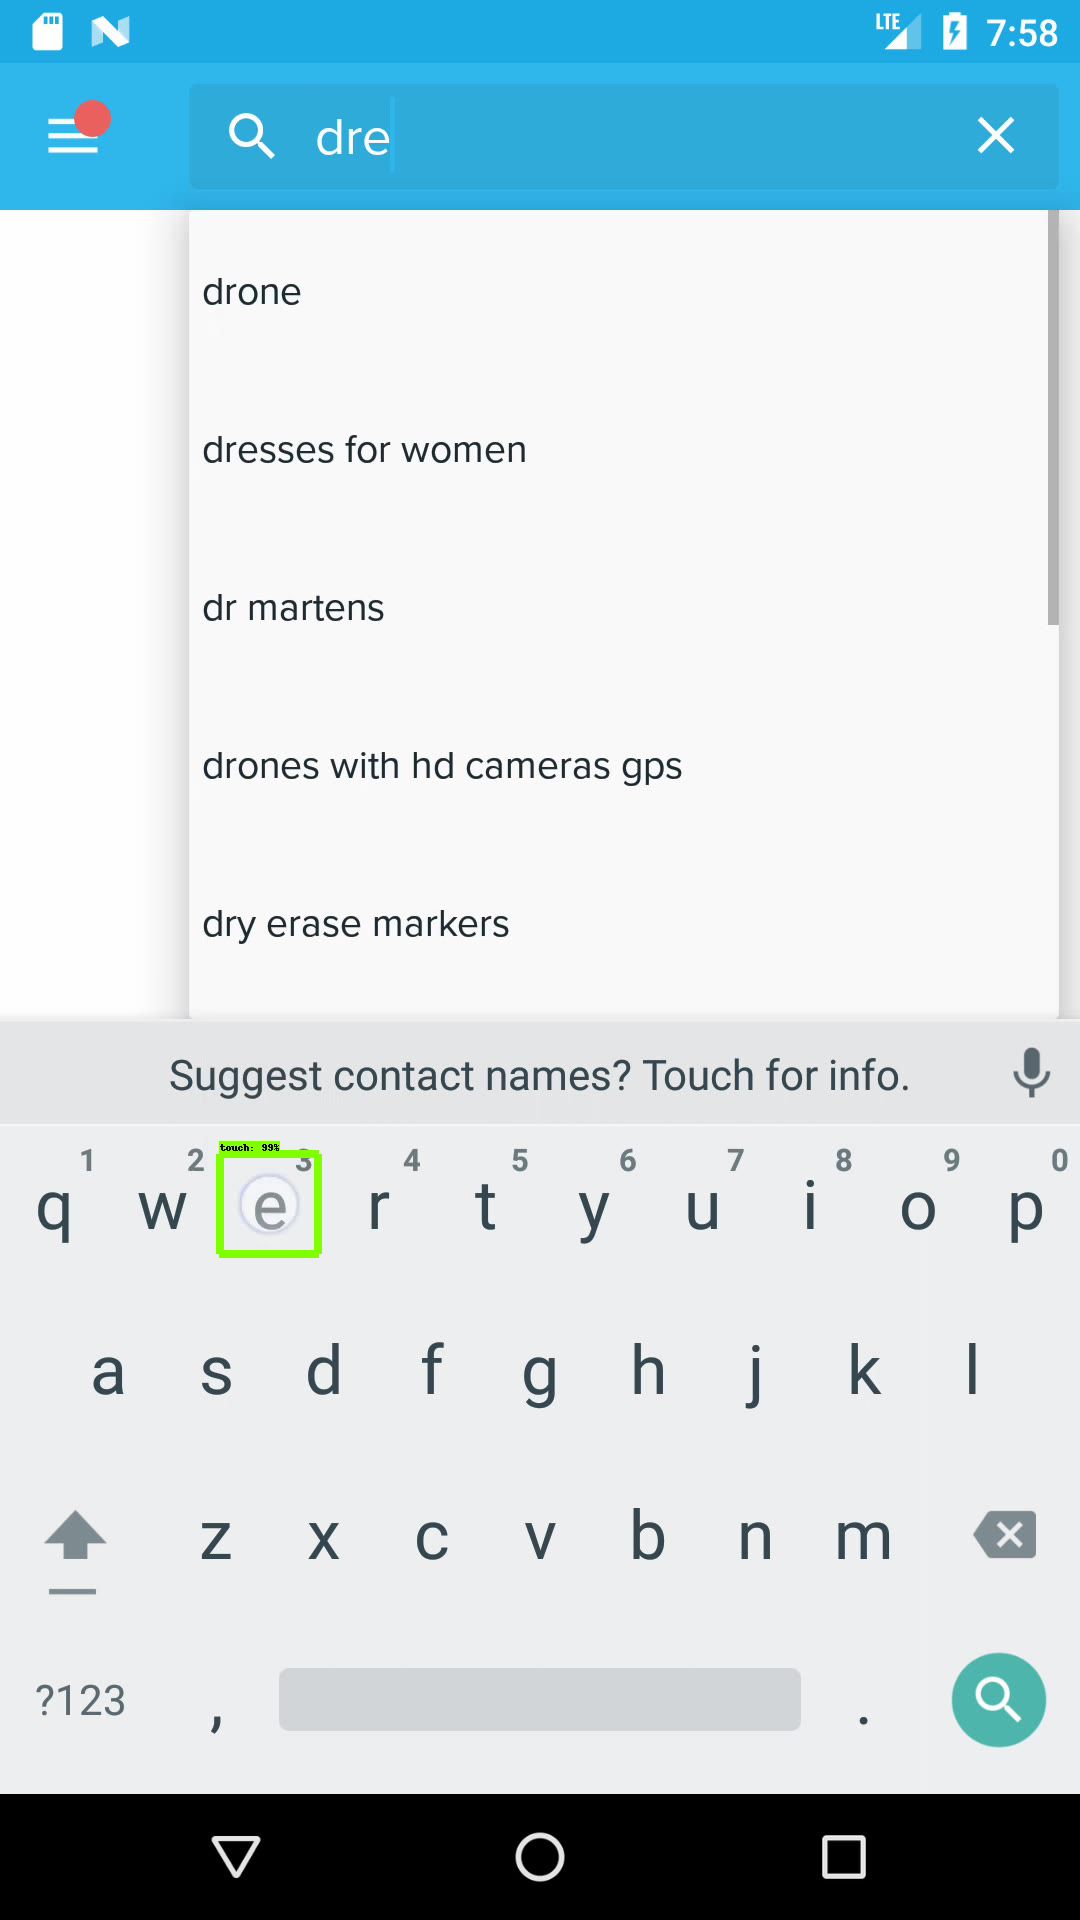 LTE 7:58
dre
drone
dresses for women
dr martens
drones with hd cameras gps
dry erase markers
Suggest contact names? Touch for info.
touch: 99%
1 2 3 4 5 6 7 8 9 0
q w e r t y u i o p
a s d f g h j k l
z x c v b n m
?123 , .